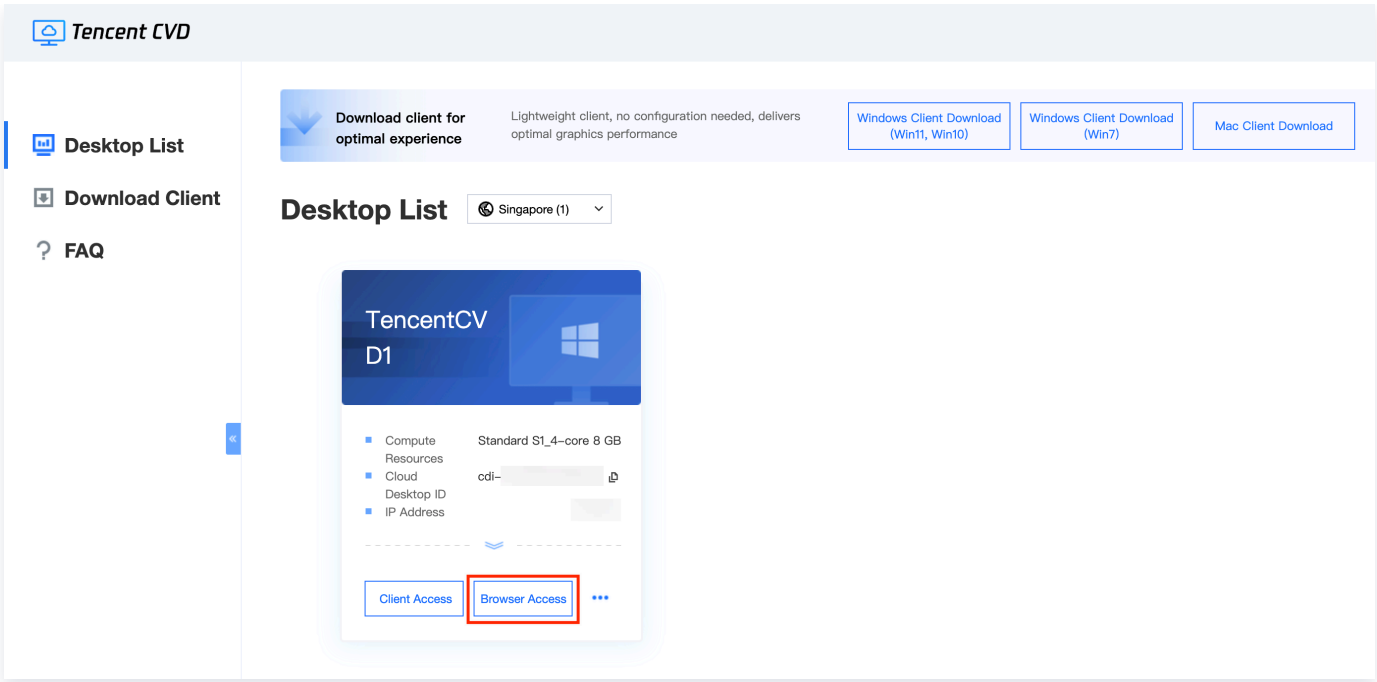 Tencent CVD
Desktop List
Download Client
FAQ
Download client for
optimal experience
Lightweight client, no configuration needed, delivers
optimal graphics performance
Windows Client Download
(Win11, Win10)
Windows Client Download
(Win7)
Mac Client Download
Desktop List
Singapore (1)
TencentCV
D1
Compute
Resources
Standard S1_4-core 8 GB
Cloud
Desktop ID
cdi-
IP Address
Client Access
Browser Access